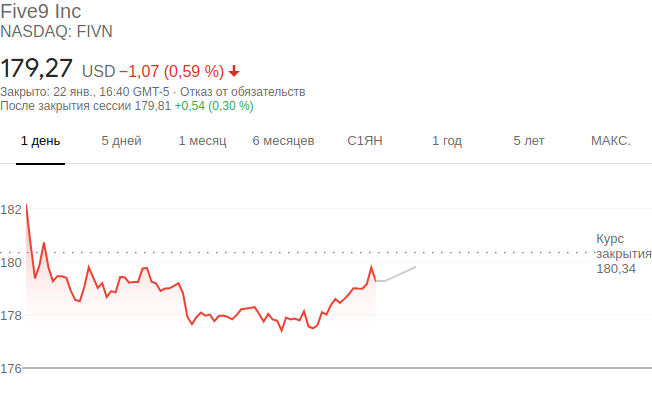 Five9 Inc
NASDAQ: FIVN
179,27 USD −1,07 (0,59 %)
Закрыто: 22 янв., 16:40 GMT-5 · Отказ от обязательств
После закрытия сессии 179,81 +0,54 (0,30 %)
1 день 5 дней 1 месяц 6 месяцев С1ЯН 1 год 5 лет МАКС.
182
Курс
закрытия
180,34
180
178
176